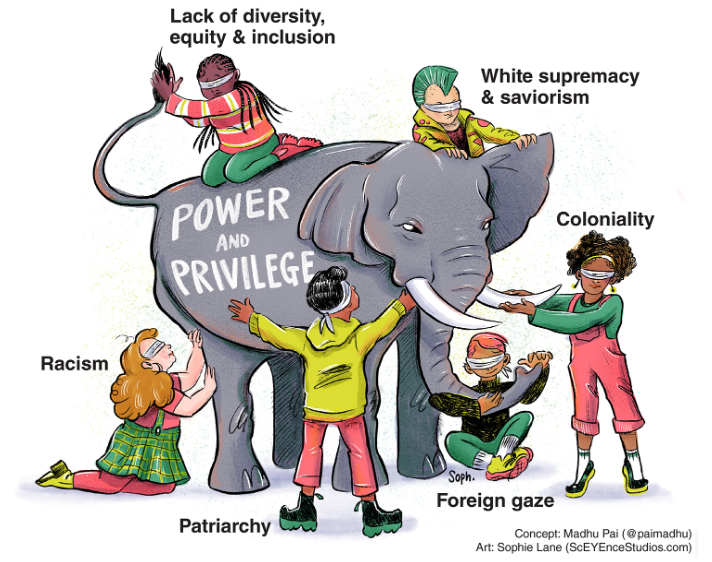 Lack of diversity,
equity & inclusion
White supremacy
& saviorism
POWER
AND
PRIVILEGE
Coloniality
Racism
Soph.
Foreign gaze
Patriarchy
Concept: Madhu Pai (@paimadhu)
Art: Sophie Lane (ScEYEnceStudios.com)